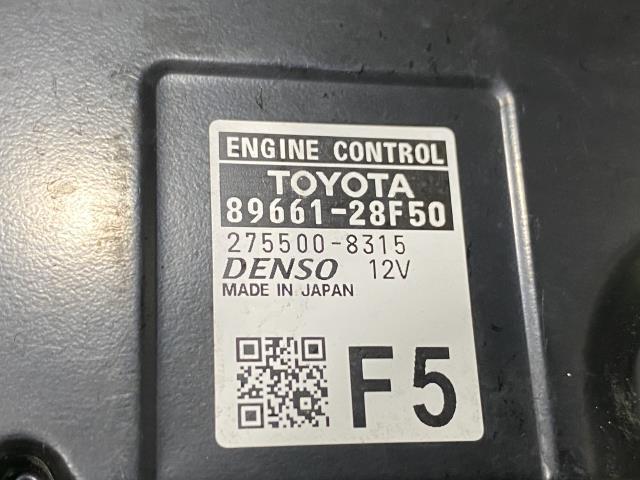 ENGINE CONTROL
TOYOTA
89661-28F50
275500-8315
DENSO 12V
MADE IN JAPAN
F5